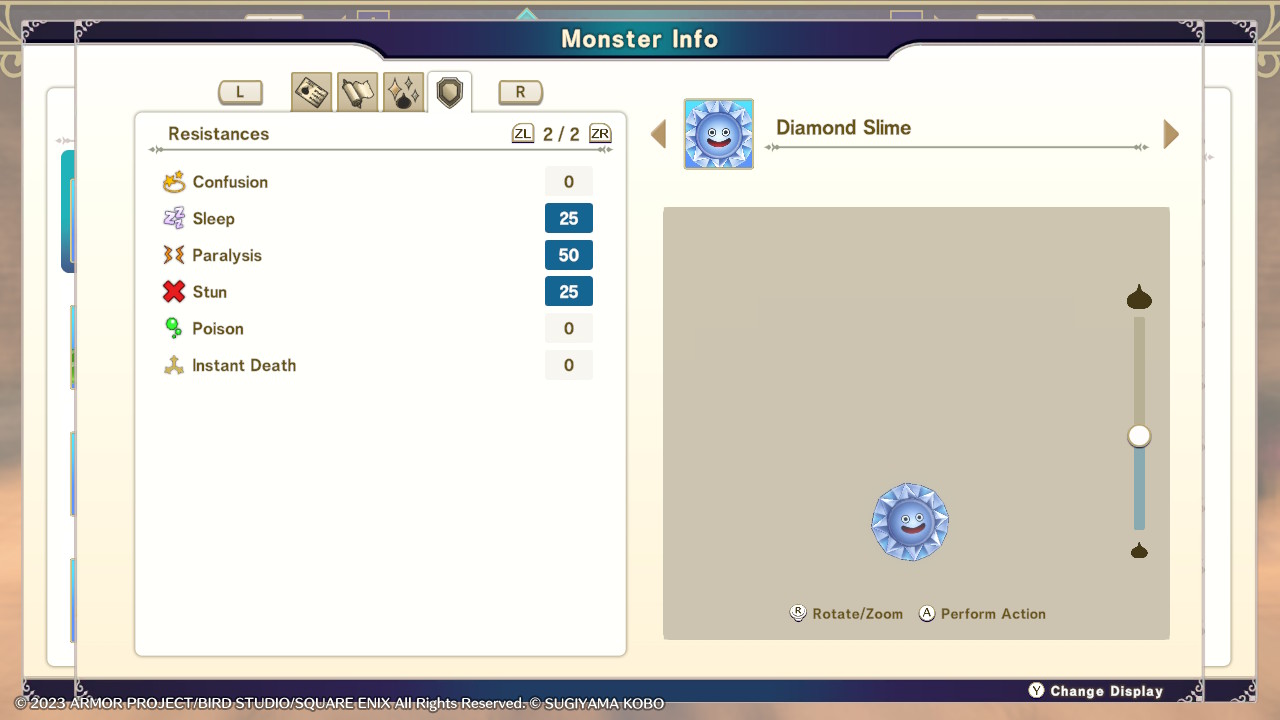 Monster Info
L
R
Resistances
ZL 2 / 2 ZR
Confusion 0
Sleep 25
Paralysis 50
Stun 25
Poison 0
Instant Death 0
Diamond Slime
R Rotate/Zoom A Perform Action
Y Change Display
© 2023 ARMOR PROJECT/BIRD STUDIO/SQUARE ENIX All Rights Reserved. © SUGIYAMA KOBO